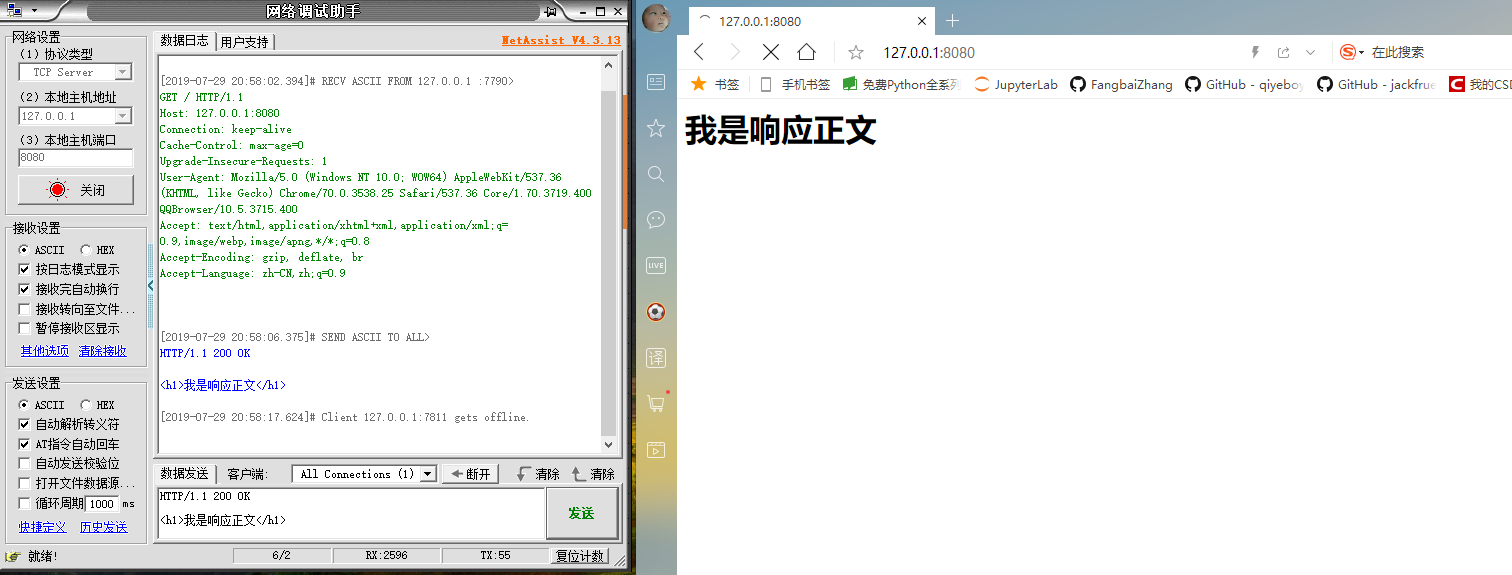 网络调试助手
网络设置
（1）协议类型
TCP Server
（2）本地主机地址
127.0.0.1
（3）本地主机端口
8080
关闭
接收设置
ASCII HEX
按日志模式显示
接收完自动换行
接收转向至文件...
暂停接收区显示
其他选项 清除接收
发送设置
ASCII HEX
自动解析转义符
AT指令自动回车
自动发送校验位
打开文件数据源...
循环周期 1000 ms
快捷定义 历史发送
就绪!
数据日志 用户支持 NetAssist V4.3.13
[2019-07-29 20:58:02.394]# RECV ASCII FROM 127.0.0.1 :7790>
GET / HTTP/1.1
Host: 127.0.0.1:8080
Connection: keep-alive
Cache-Control: max-age=0
Upgrade-Insecure-Requests: 1
User-Agent: Mozilla/5.0 (Windows NT 10.0; WOW64) AppleWebKit/537.36
(KHTML, like Gecko) Chrome/70.0.3538.25 Safari/537.36 Core/1.70.3719.400
QQBrowser/10.5.3715.400
Accept: text/html,application/xhtml+xml,application/xml;q=
0.9,image/webp,image/apng,*/*;q=0.8
Accept-Encoding: gzip, deflate, br
Accept-Language: zh-CN,zh;q=0.9
[2019-07-29 20:58:06.375]# SEND ASCII TO ALL>
HTTP/1.1 200 OK
<h1>我是响应正文</h1>
[2019-07-29 20:58:17.624]# Client 127.0.0.1:7811 gets offline.
数据发送 客户端: All Connections (1) 断开 清除 清除
HTTP/1.1 200 OK
<h1>我是响应正文</h1>
发送
6/2 RX:2596 TX:55 复位计数
LIVE
译
127.0.0.1:8080
127.0.0.1:8080 在此搜索
书签 手机书签 免费Python全系列 JupyterLab FangbaiZhang GitHub - qiyeboy GitHub - jackfrue 我的CSD
我是响应正文